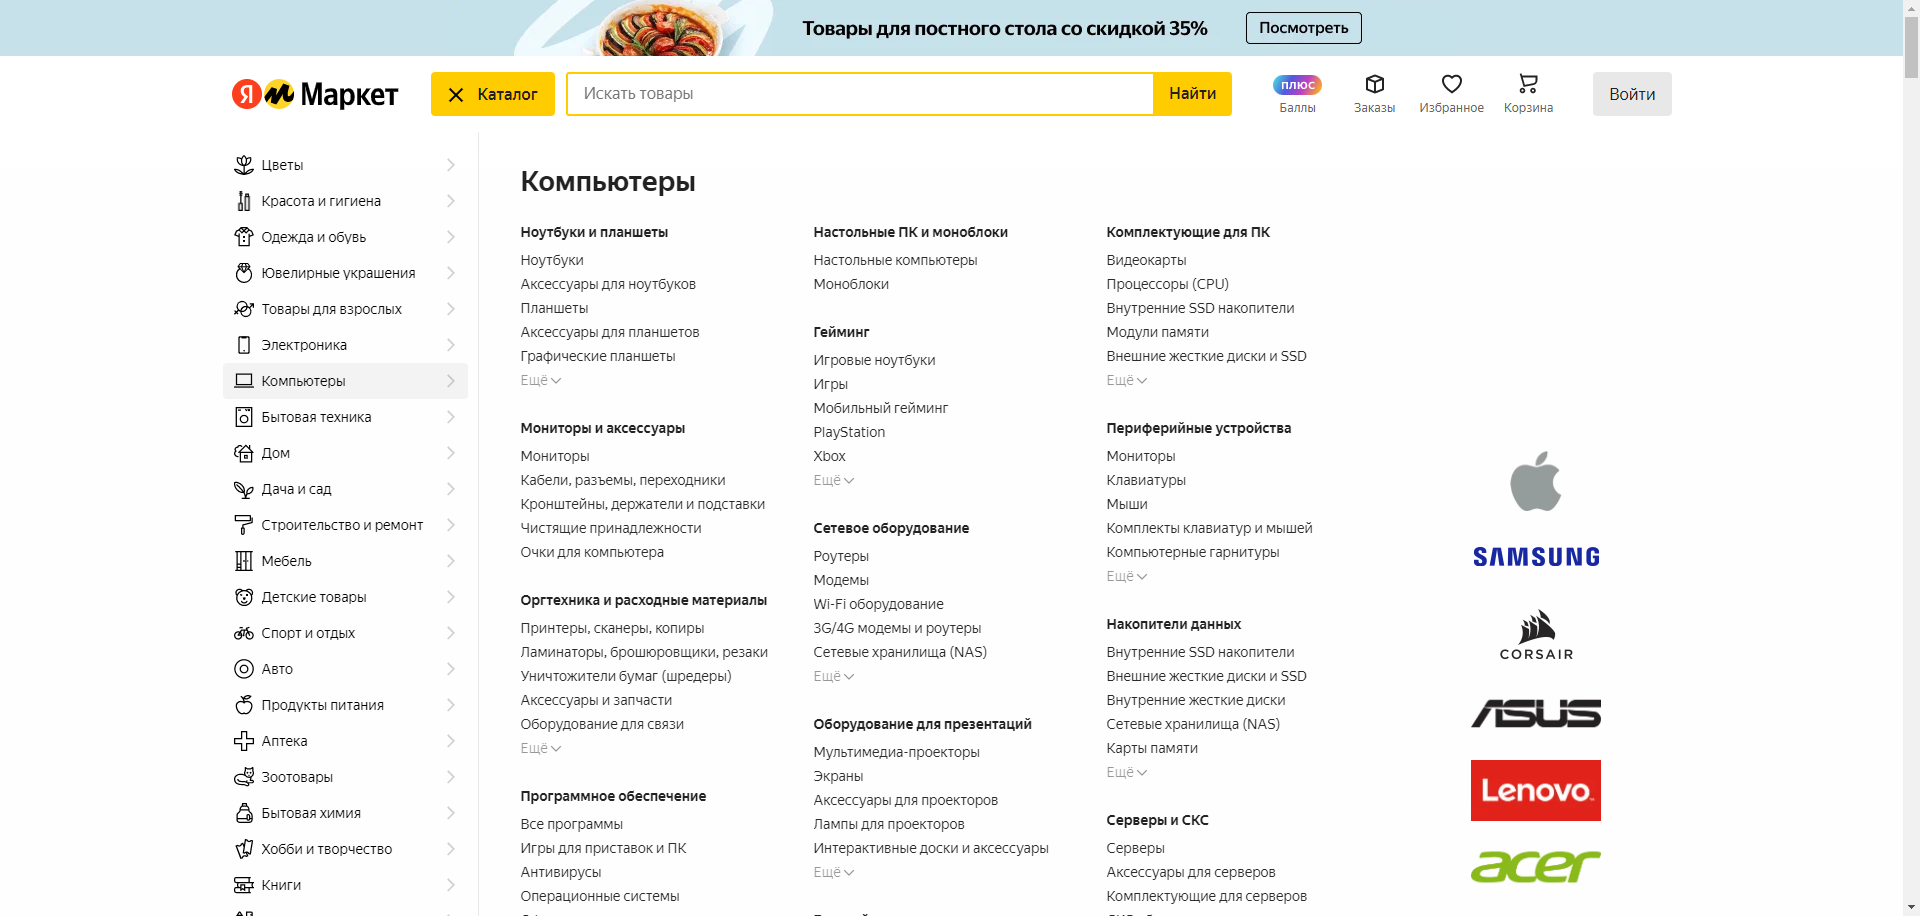 Товары для постного стола со скидкой 35%
Посмотреть
Я Маркет
Каталог
Искать товары
Найти
плюс
Баллы
Заказы
Избранное
Корзина
Войти
Цветы
Красота и гигиена
Одежда и обувь
Ювелирные украшения
Товары для взрослых
Электроника
Компьютеры
Бытовая техника
Дом
Дача и сад
Строительство и ремонт
Мебель
Детские товары
Спорт и отдых
Авто
Продукты питания
Аптека
Зоотовары
Бытовая химия
Хобби и творчество
Книги
Компьютеры
Ноутбуки и планшеты
Ноутбуки
Аксессуары для ноутбуков
Планшеты
Аксессуары для планшетов
Графические планшеты
Ещё
Мониторы и аксессуары
Мониторы
Кабели, разъемы, переходники
Кронштейны, держатели и подставки
Чистящие принадлежности
Очки для компьютера
Оргтехника и расходные материалы
Принтеры, сканеры, копиры
Ламинаторы, брошюровщики, резаки
Уничтожители бумаг (шредеры)
Аксессуары и запчасти
Оборудование для связи
Ещё
Программное обеспечение
Все программы
Игры для приставок и ПК
Антивирусы
Операционные системы
Настольные ПК и моноблоки
Настольные компьютеры
Моноблоки
Гейминг
Игровые ноутбуки
Игры
Мобильный гейминг
PlayStation
Xbox
Ещё
Сетевое оборудование
Роутеры
Модемы
Wi-Fi оборудование
3G/4G модемы и роутеры
Сетевые хранилища (NAS)
Ещё
Оборудование для презентаций
Мультимедиа-проекторы
Экраны
Аксессуары для проекторов
Лампы для проекторов
Интерактивные доски и аксессуары
Ещё
Комплектующие для ПК
Видеокарты
Процессоры (CPU)
Внутренние SSD накопители
Модули памяти
Внешние жесткие диски и SSD
Ещё
Периферийные устройства
Мониторы
Клавиатуры
Мыши
Комплекты клавиатур и мышей
Компьютерные гарнитуры
Ещё
Накопители данных
Внутренние SSD накопители
Внешние жесткие диски и SSD
Внутренние жесткие диски
Сетевые хранилища (NAS)
Карты памяти
Ещё
Серверы и СКС
Серверы
Аксессуары для серверов
Комплектующие для серверов
SAMSUNG
CORSAIR
ASUS
Lenovo
acer